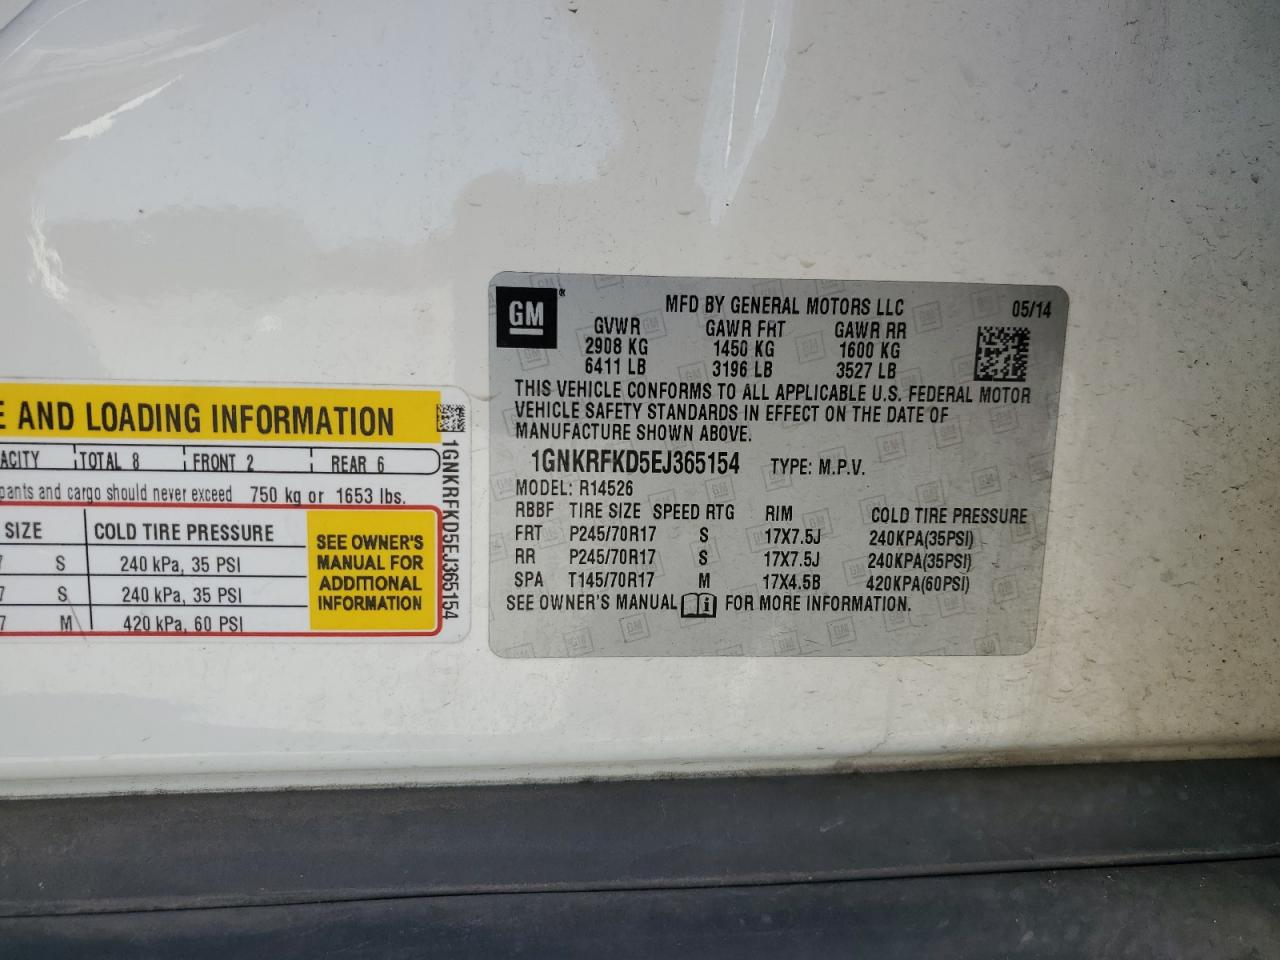 E AND LOADING INFORMATION
ACITY TOTAL 8 FRONT 2 REAR 6
pants and cargo should never exceed 750 kg or 1653 lbs.
SIZE COLD TIRE PRESSURE
7 S 240 kPa, 35 PSI
7 S 240 kPa, 35 PSI
7 M 420 kPa, 60 PSI
SEE OWNER'S
MANUAL FOR
ADDITIONAL
INFORMATION
1GNKRFKD5EJ365154
GM ®
MFD BY GENERAL MOTORS LLC 05/14
GVWR GAWR FRT GAWR RR
2908 KG 1450 KG 1600 KG
6411 LB 3196 LB 3527 LB
THIS VEHICLE CONFORMS TO ALL APPLICABLE U.S. FEDERAL MOTOR
VEHICLE SAFETY STANDARDS IN EFFECT ON THE DATE OF
MANUFACTURE SHOWN ABOVE.
1GNKRFKD5EJ365154 TYPE: M.P.V.
MODEL: R14526
RBBF TIRE SIZE SPEED RTG RIM COLD TIRE PRESSURE
FRT P245/70R17 S 17X7.5J 240KPA(35PSI)
RR P245/70R17 S 17X7.5J 240KPA(35PSI)
SPA T145/70R17 M 17X4.5B 420KPA(60PSI)
SEE OWNER'S MANUAL FOR MORE INFORMATION.